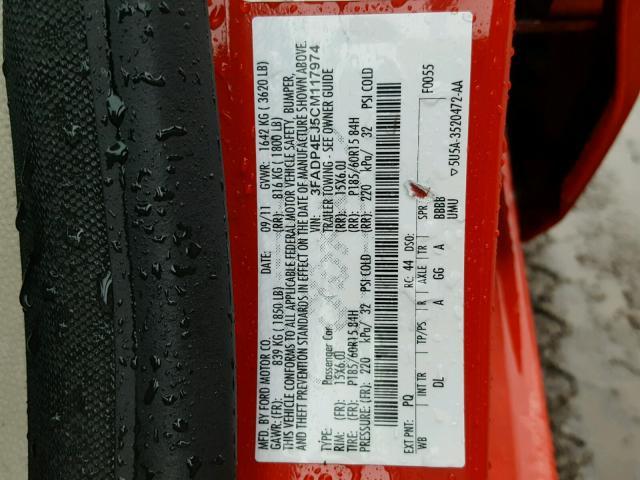 MFD. BY FORD MOTOR CO.
DATE: 09/11 GVWR: 1642 KG ( 3620 LB)
GAWR: (FR): 839 KG ( 1850 LB) (RR): 816 KG ( 1800 LB)
THIS VEHICLE CONFORMS TO ALL APPLICABLE FEDERAL MOTOR VEHICLE SAFETY, BUMPER,
AND THEFT PREVENTION STANDARDS IN EFFECT ON THE DATE OF MANUFACTURE SHOWN ABOVE.
VIN: 3FADP4EJ5CM117974
TYPE: Passenger Car TRAILER TOWING - SEE OWNER GUIDE
RIM: (FR): 15X6.0J (RR): 15X6.0J
TIRE: (FR): P185/60R15 84H (RR): P185/60R15 84H
PRESSURE: (FR): 220 kPa/ 32 PSI COLD (RR): 220 kPa/ 32 PSI COLD
EXT PNT: PQ RC: 44 DSO: F0055
WB INT TR TP/PS R AXLE TR SPR BBBB
DL A GG A UMU
▽5U5A-3520472-AA